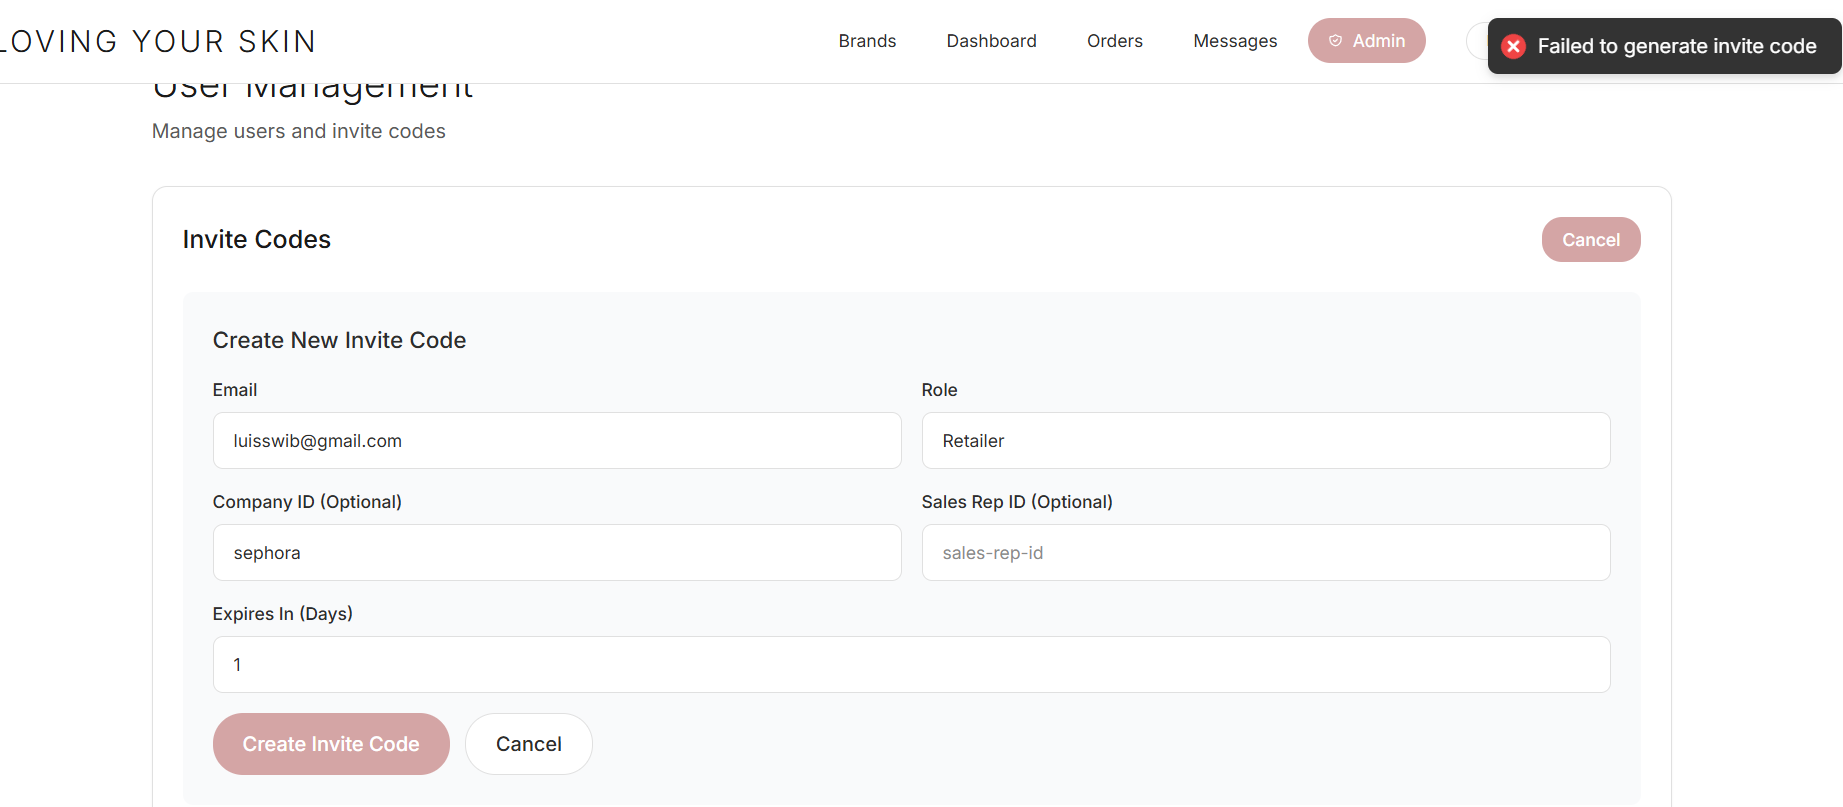 LOVING YOUR SKIN
Brands
Dashboard
Orders
Messages
Admin
Failed to generate invite code
User Management
Manage users and invite codes
Invite Codes
Cancel
Create New Invite Code
Email
Role
luisswib@gmail.com
Retailer
Company ID (Optional)
Sales Rep ID (Optional)
sephora
sales-rep-id
Expires In (Days)
1
Create Invite Code
Cancel